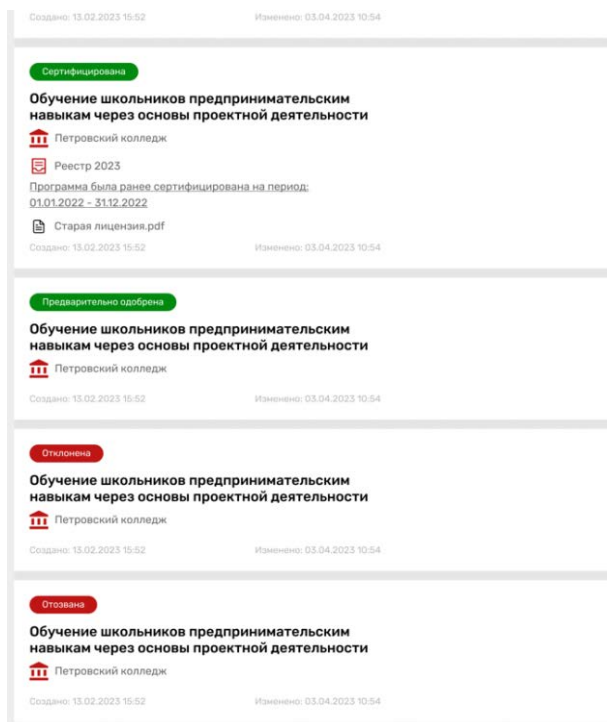 Создано: 13.02.2023 15:52 Изменено: 03.04.2023 10:54
Сертифицирована
Обучение школьников предпринимательским
навыкам через основы проектной деятельности
Петровский колледж
Реестр 2023
Программа была ранее сертифицирована на период:
01.01.2022 - 31.12.2022
Старая лицензия.pdf
Создано: 13.02.2023 15:52 Изменено: 03.04.2023 10:54
Предварительно одобрена
Обучение школьников предпринимательским
навыкам через основы проектной деятельности
Петровский колледж
Создано: 13.02.2023 15:52 Изменено: 03.04.2023 10:54
Отклонена
Обучение школьников предпринимательским
навыкам через основы проектной деятельности
Петровский колледж
Создано: 13.02.2023 15:52 Изменено: 03.04.2023 10:54
Отозвана
Обучение школьников предпринимательским
навыкам через основы проектной деятельности
Петровский колледж
Создано: 13.02.2023 15:52 Изменено: 03.04.2023 10:54